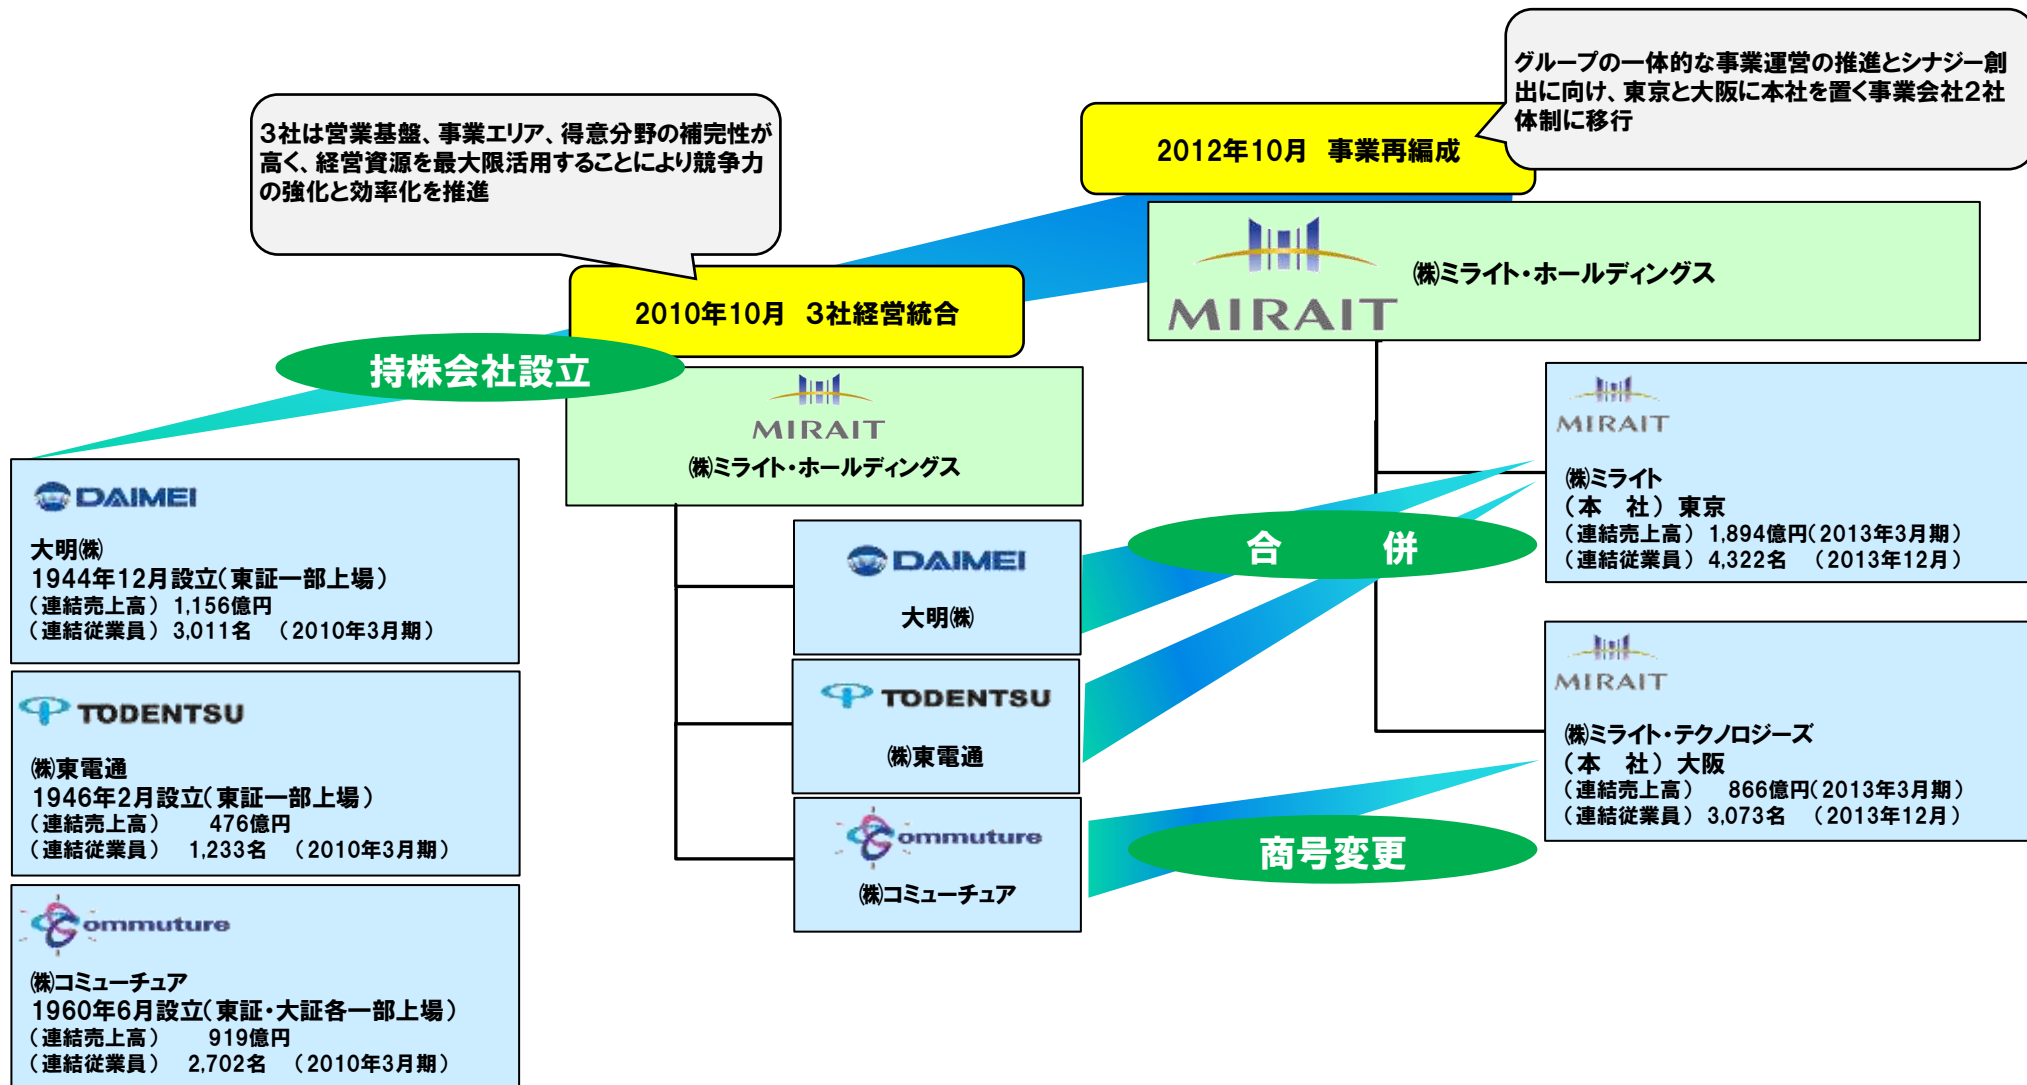 グループの一体的な事業運営の推進とシナジー創
出に向け、東京と大阪に本社を置く事業会社2社
体制に移行
3社は営業基盤、事業エリア、得意分野の補完性が
高く、経営資源を最大限活用することにより競争力
の強化と効率化を推進
2012年10月 事業再編成
2010年10月 3社経営統合
持株会社設立
MIRAIT
㈱ミライト・ホールディングス
MIRAIT
㈱ミライト・ホールディングス
DAIMEI
大明㈱
1944年12月設立(東証一部上場)
(連結売上高) 1,156億円
(連結従業員) 3,011名 (2010年3月期)
TODENTSU
㈱東電通
1946年2月設立(東証一部上場)
(連結売上高) 476億円
(連結従業員) 1,233名 (2010年3月期)
Commuture
㈱コミューチュア
1960年6月設立(東証・大証各一部上場)
(連結売上高) 919億円
(連結従業員) 2,702名 (2010年3月期)
DAIMEI
大明㈱
TODENTSU
㈱東電通
Commuture
㈱コミューチュア
合 併
商号変更
MIRAIT
㈱ミライト
(本 社) 東京
(連結売上高) 1,894億円(2013年3月期)
(連結従業員) 4,322名 (2013年12月)
MIRAIT
㈱ミライト・テクノロジーズ
(本 社) 大阪
(連結売上高) 866億円(2013年3月期)
(連結従業員) 3,073名 (2013年12月)